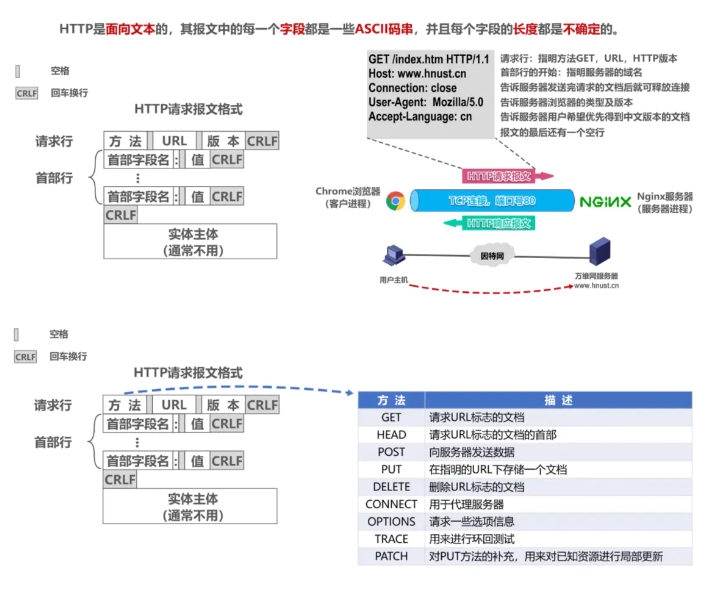 HTTP是面向文本的，其报文中的每一个字段都是一些ASCII码串，并且每个字段的长度都是不确定的。
空格
CRLF 回车换行
HTTP请求报文格式
请求行 方 法 URL 版 本 CRLF
首部行 首部字段名 : 值 CRLF
⋮
首部字段名 : 值 CRLF
CRLF
实体主体
（通常不用）
GET /index.htm HTTP/1.1 请求行：指明方法GET，URL，HTTP版本
Host: www.hnust.cn 首部行的开始：指明服务器的域名
Connection: close 告诉服务器发送完请求的文档后就可释放连接
User-Agent: Mozilla/5.0 告诉服务器浏览器的类型及版本
Accept-Language: cn 告诉服务器用户希望优先得到中文版本的文档
报文的最后还有一个空行
HTTP请求报文
Chrome浏览器
（客户进程）
TCP连接，端口号80
NGINX
Nginx服务器
（服务器进程）
HTTP响应报文
因特网
用户主机
万维网服务器
www.hnust.cn
空格
CRLF 回车换行
HTTP请求报文格式
请求行 方 法 URL 版 本 CRLF
首部行 首部字段名 : 值 CRLF
⋮
首部字段名 : 值 CRLF
CRLF
实体主体
（通常不用）
方 法 描 述
GET 请求URL标志的文档
HEAD 请求URL标志的文档的首部
POST 向服务器发送数据
PUT 在指明的URL下存储一个文档
DELETE 删除URL标志的文档
CONNECT 用于代理服务器
OPTIONS 请求一些选项信息
TRACE 用来进行环回测试
PATCH 对PUT方法的补充，用来对已知资源进行局部更新